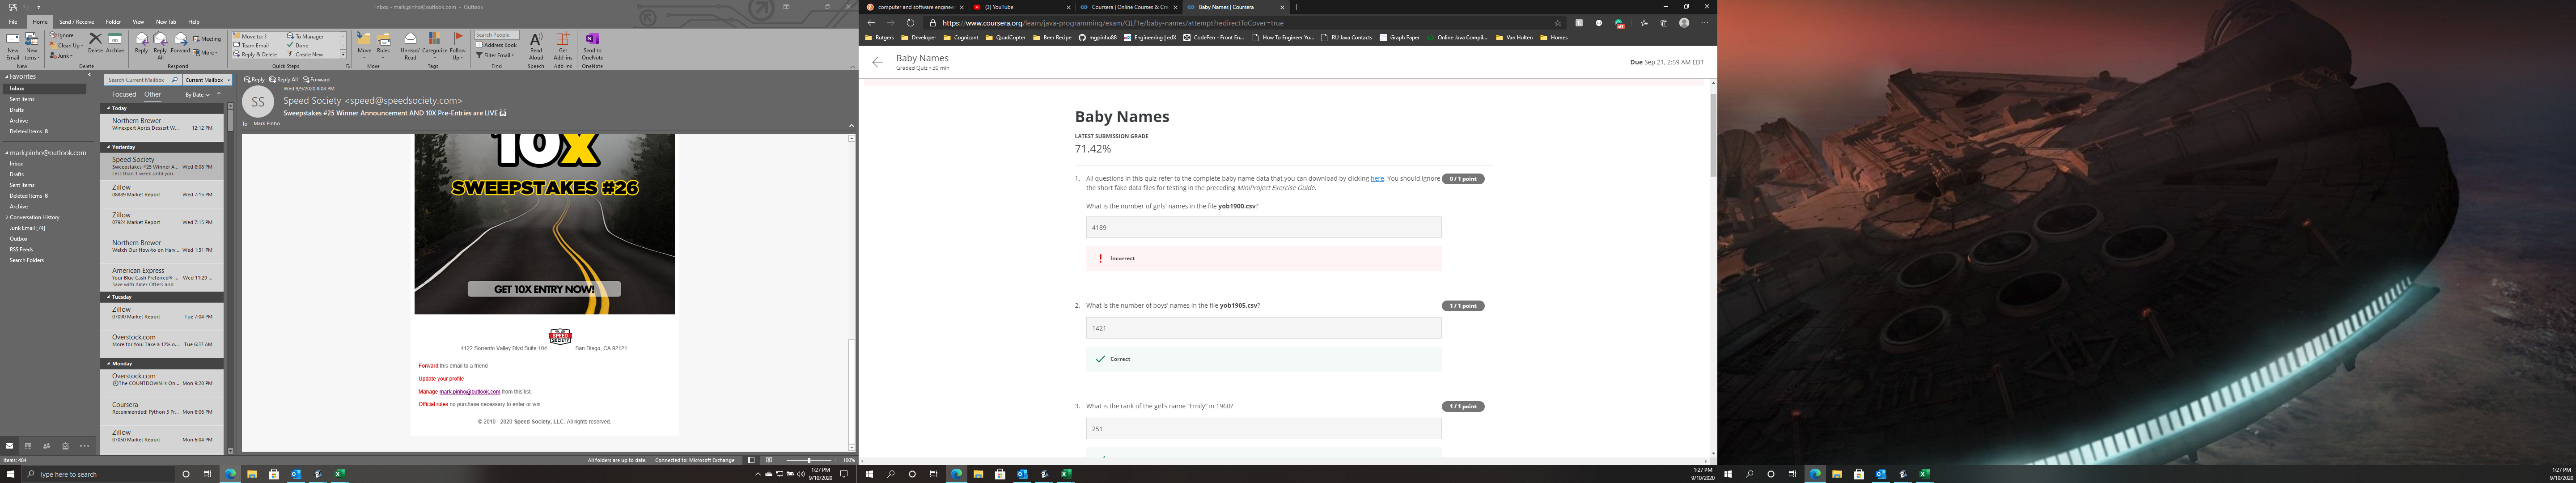 Inbox - mark.pinho@outlook.com - Outlook
File Home Send / Receive Folder View New Tab Help
New Email
New Items
New
Ignore
Clean Up
Junk
Delete
Archive
Delete
Reply
Reply All
Forward
Meeting
More
Respond
Move to: ?
Team Email
Reply & Delete
To Manager
Done
Create New
Quick Steps
Move
Rules
Move
Unread/ Read
Categorize
Follow Up
Tags
Search People
Address Book
Filter Email
Find
Read Aloud
Speech
Get Add-ins
Add-ins
Send to OneNote
OneNote
Favorites
Inbox
Sent Items
Drafts
Archive
Deleted Items 8
mark.pinho@outlook.com
Inbox
Drafts
Sent Items
Deleted Items 8
Archive
Conversation History
Junk Email [74]
Outbox
RSS Feeds
Search Folders
Search Current Mailbox
Current Mailbox
Focused Other By Date
Today
Northern Brewer
Winexpert Après Dessert W... 12:12 PM
Yesterday
Speed Society
Sweepstakes #25 Winner A... Wed 8:08 PM
Less than 1 week until you
Zillow
08889 Market Report Wed 7:15 PM
Zillow
07924 Market Report Wed 7:15 PM
Northern Brewer
Watch Our How-to on Han... Wed 1:31 PM
American Express
Your Blue Cash Preferred® ... Wed 11:29 ...
Save with Amex Offers and
Tuesday
Zillow
07090 Market Report Tue 7:04 PM
Overstock.com
More for You! Take a 12% o... Tue 6:37 AM
Monday
Overstock.com
The COUNTDOWN is On... Mon 9:20 PM
Coursera
Recommended: Python 3 Pr... Mon 6:06 PM
Zillow
07050 Market Report Mon 6:04 PM
Reply Reply All Forward
Wed 9/9/2020 8:08 PM
SS
Speed Society <speed@speedsociety.com>
Sweepstakes #25 Winner Announcement AND 10X Pre-Entries are LIVE
To Mark Pinho
10X
SWEEPSTAKES #26
GET 10X ENTRY NOW!
SPEED SOCIETY
4122 Sorrento Valley Blvd Suite 104 San Diego, CA 92121
Forward this email to a friend
Update your profile
Manage mark.pinho@outlook.com from this list
Official rules no purchase necessary to enter or win
© 2010 - 2020 Speed Society, LLC. All rights reserved.
Items: 484
All folders are up to date. Connected to: Microsoft Exchange
100%
Type here to search
1:27 PM
9/10/2020
computer and software enginee
(3) YouTube
Coursera | Online Courses & Cre
Baby Names | Coursera
https://www.coursera.org/learn/java-programming/exam/QLf1e/baby-names/attempt?redirectToCover=true
Rutgers Developer Cognizant QuadCopter Beer Recipe mgpinho88 Engineering | edX CodePen - Front En... How To Engineer Yo... RU Java Contacts Graph Paper Online Java Compil... Van Holten Homes
Baby Names
Graded Quiz • 30 min
Due Sep 21, 2:59 AM EDT
Baby Names
LATEST SUBMISSION GRADE
71.42%
1. All questions in this quiz refer to the complete baby name data that you can download by clicking here. You should ignore
the short fake data files for testing in the preceding MiniProject Exercise Guide.
0 / 1 point
What is the number of girls' names in the file yob1900.csv?
4189
Incorrect
2. What is the number of boys' names in the file yob1905.csv?
1 / 1 point
1421
Correct
3. What is the rank of the girl's name “Emily” in 1960?
1 / 1 point
251
1:27 PM
9/10/2020
1:27 PM
9/10/2020